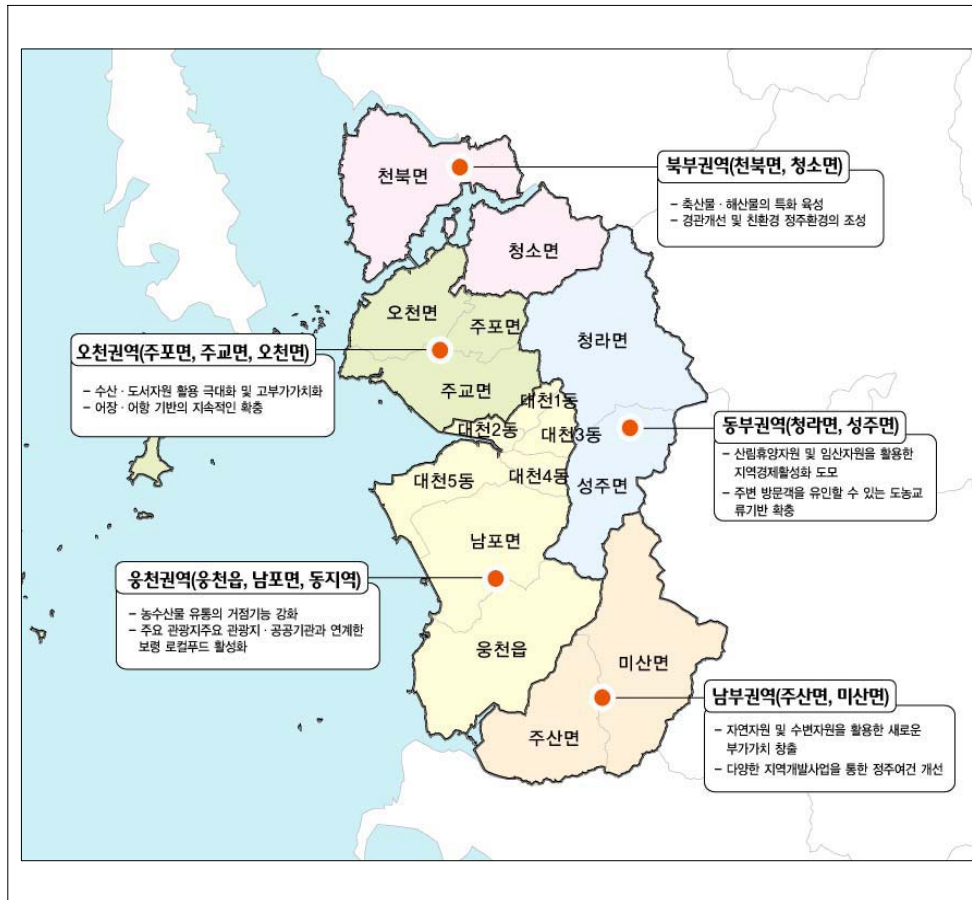 천북면
북부권역(천북면, 청소면)
- 축산물 · 해산물의 특화 육성
- 경관개선 및 친환경 정주환경의 조성
청소면
오천면
주포면
청라면
오천권역(주포면, 주교면, 오천면)
- 수산 · 도서자원 활용 극대화 및 고부가가치화
- 어장 · 어항 기반의 지속적인 확충
주교면
대천1동
대천2동
대천3동
동부권역(청라면, 성주면)
- 산림휴양자원 및 임산자원을 활용한
지역경제활성화 도모
- 주변 방문객을 유인할 수 있는 도농교
류기반 확충
대천5동
대천4동
성주면
남포면
웅천권역(웅천읍, 남포면, 동지역)
- 농수산물 유통의 거점기능 강화
- 주요 관광지주요 관광지 · 공공기관과 연계한
보령 로컬푸드 활성화
웅천읍
미산면
주산면
남부권역(주산면, 미산면)
- 자연자원 및 수변자원을 활용한 새로운
부가가치 창출
- 다양한 지역개발사업을 통한 정주여건 개선